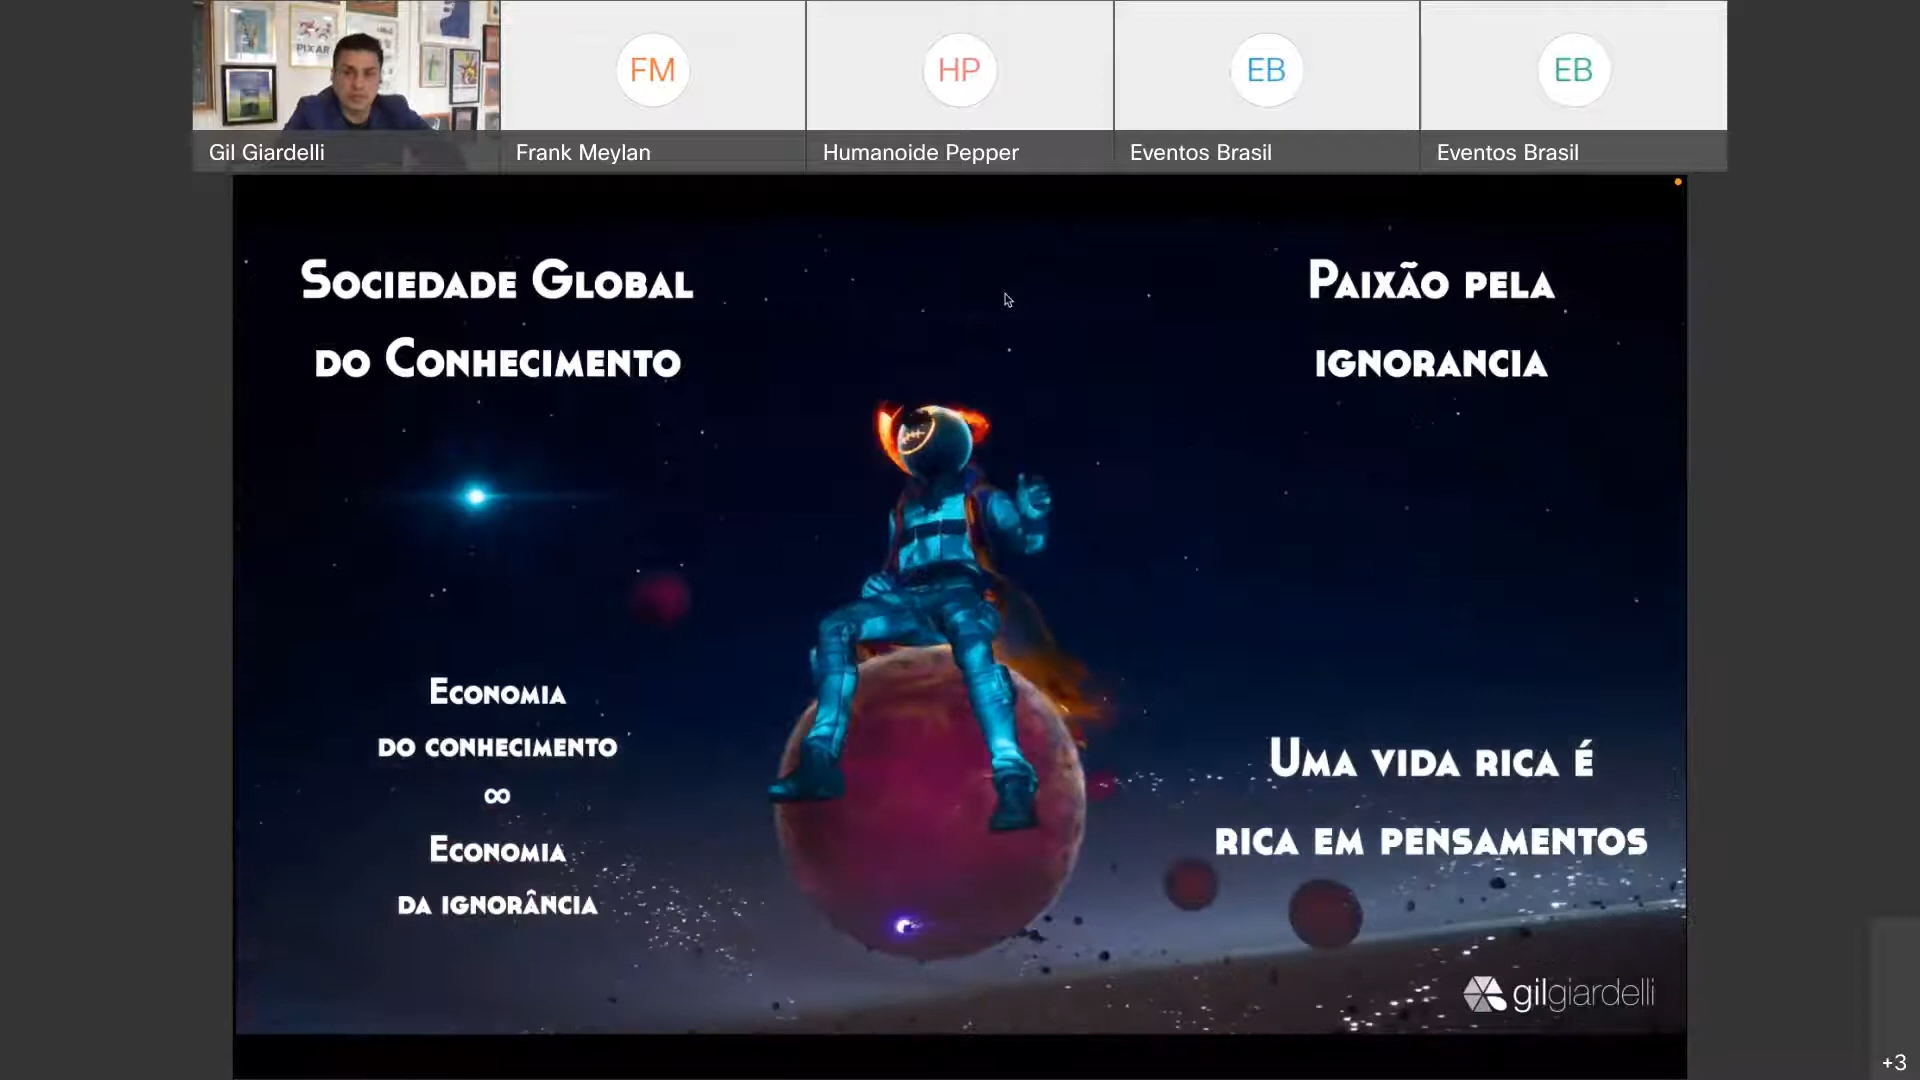 PIXAR
FM
HP
EB
EB
Gil Giardelli
Frank Meylan
Humanoide Pepper
Eventos Brasil
Eventos Brasil
Sociedade Global
do Conhecimento
Paixão pela
ignorancia
Economia
do conhecimento
∞
Economia
da ignorância
Uma vida rica é
rica em pensamentos
gilgiardelli
+3